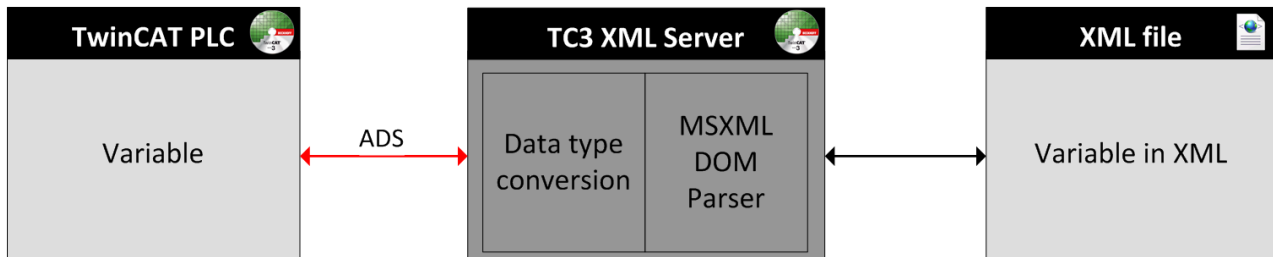 TwinCAT PLC
Variable
ADS
TC3 XML Server
Data type
conversion
MSXML
DOM
Parser
XML file
Variable in XML